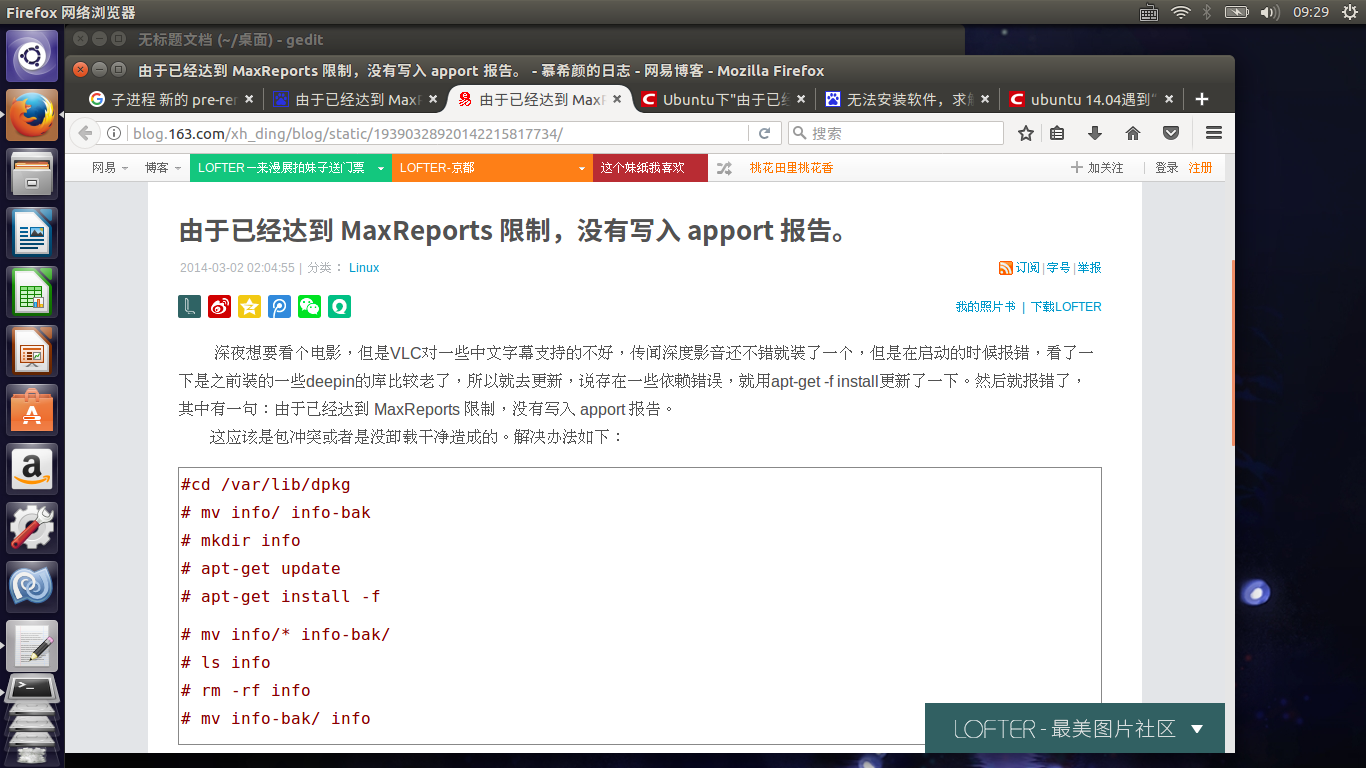 Firefox 网络浏览器
09:29
无标题文档 (~/桌面) - gedit
由于已经达到 MaxReports 限制，没有写入 apport 报告。 - 慕希颜的日志 - 网易博客 - Mozilla Firefox
子进程 新的 pre-rer
由于已经达到 MaxR
由于已经达到 MaxR
Ubuntu下"由于已经
无法安装软件，求解
ubuntu 14.04遇到“
blog.163.com/xh_ding/blog/static/19390328920142215817734/
搜索
网易
博客
LOFTER－来漫展拍妹子送门票
LOFTER-京都
这个妹纸我喜欢
桃花田里桃花香
加关注
登录
注册
由于已经达到 MaxReports 限制，没有写入 apport 报告。
2014-03-02 02:04:55 | 分类： Linux
订阅 | 字号 | 举报
我的照片书 | 下载LOFTER
深夜想要看个电影，但是VLC对一些中文字幕支持的不好，传闻深度影音还不错就装了一个，但是在启动的时候报错，看了一
下是之前装的一些deepin的库比较老了，所以就去更新，说存在一些依赖错误，就用apt-get -f install更新了一下。然后就报错了，
其中有一句：由于已经达到 MaxReports 限制，没有写入 apport 报告。
这应该是包冲突或者是没卸载干净造成的。解决办法如下：
#cd /var/lib/dpkg
# mv info/ info-bak
# mkdir info
# apt-get update
# apt-get install -f
# mv info/* info-bak/
# ls info
# rm -rf info
# mv info-bak/ info
LOFTER - 最美图片社区